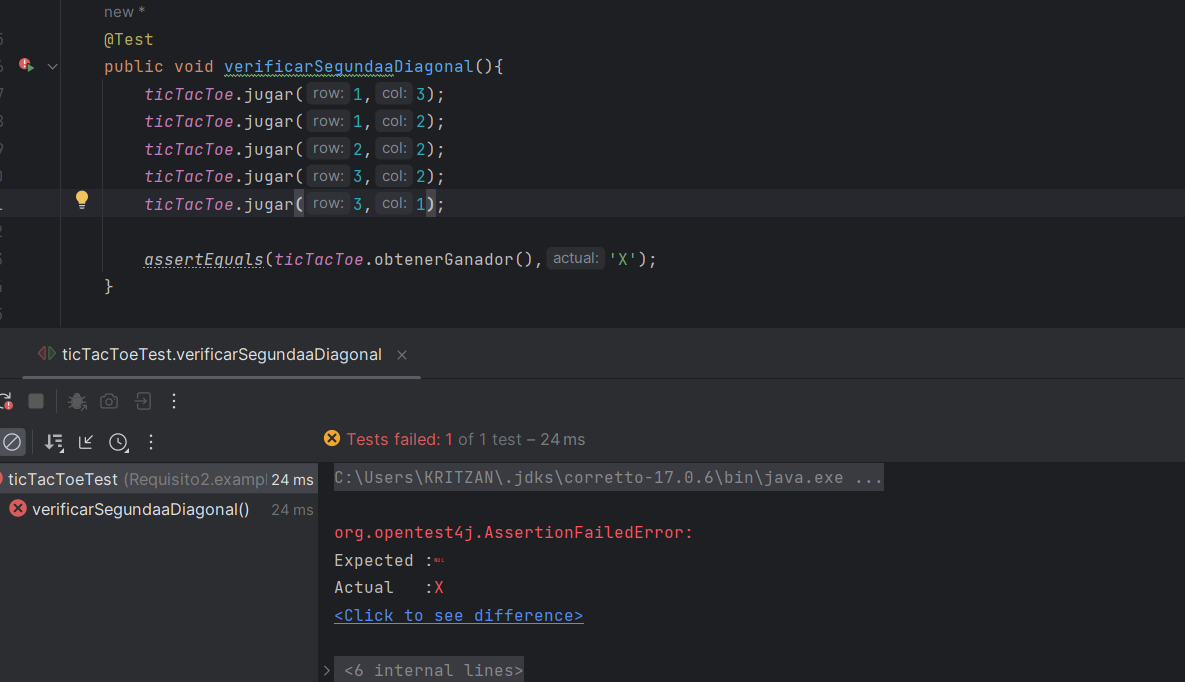 new *
@Test
public void verificarSegundaaDiagonal(){
ticTacToe.jugar( row: 1, col: 3);
ticTacToe.jugar( row: 1, col: 2);
ticTacToe.jugar( row: 2, col: 2);
ticTacToe.jugar( row: 3, col: 2);
ticTacToe.jugar( row: 3, col: 1);
assertEquals(ticTacToe.obtenerGanador(), actual: 'X');
}
ticTacToeTest.verificarSegundaaDiagonal
Tests failed: 1 of 1 test – 24 ms
ticTacToeTest (Requisito2.exampl 24 ms
verificarSegundaaDiagonal() 24 ms
C:\Users\KRITZAN\.jdks\corretto-17.0.6\bin\java.exe ...
org.opentest4j.AssertionFailedError:
Expected :NUL
Actual :X
<Click to see difference>
<6 internal lines>